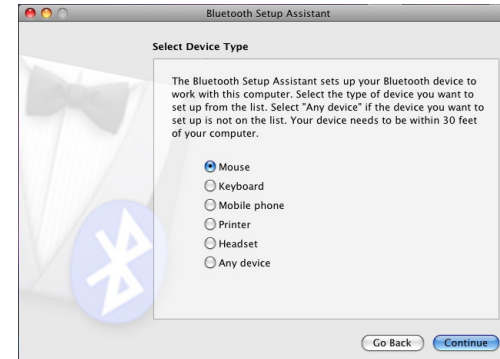 Bluetooth Setup Assistant
Select Device Type
The Bluetooth Setup Assistant sets up your Bluetooth device to
work with this computer. Select the type of device you want to
set up from the list. Select "Any device" if the device you want to
set up is not on the list. Your device needs to be within 30 feet
of your computer.
Mouse
Keyboard
Mobile phone
Printer
Headset
Any device
Go Back Continue